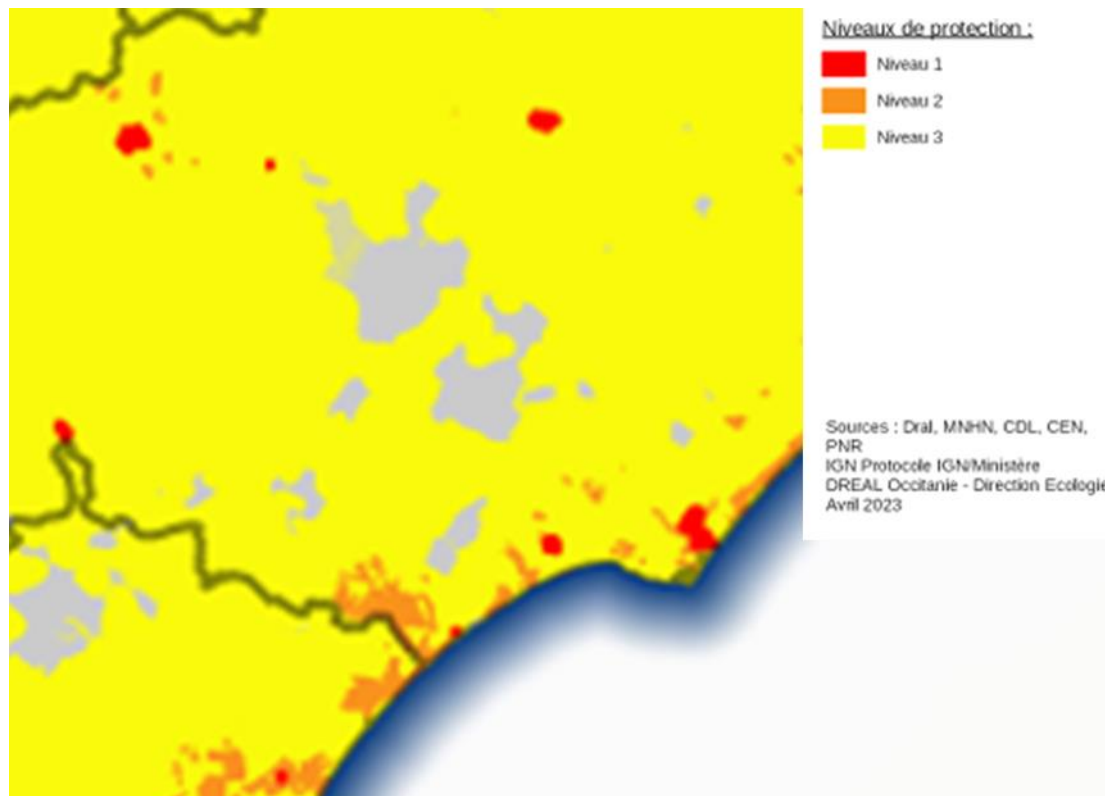 Niveaux de protection :
Niveau 1
Niveau 2
Niveau 3
Sources : Dral, MNHN, CDL, CEN,
PNR
IGN Protocole IGN/Ministère
DREAL Occitanie - Direction Ecologie
Avril 2023